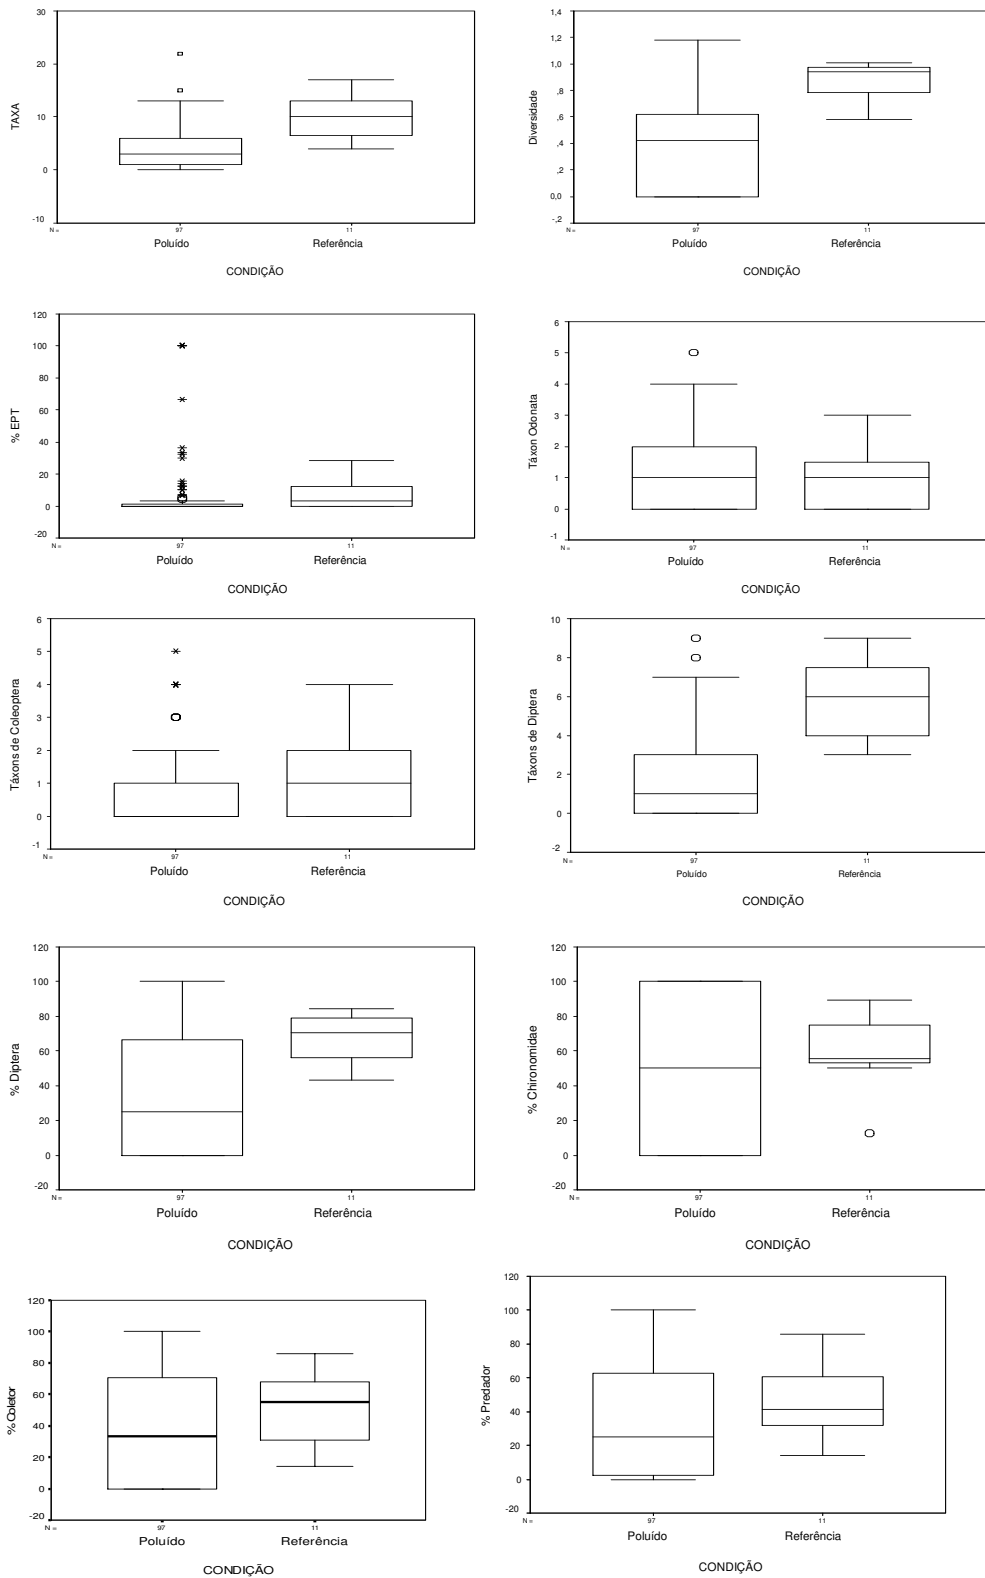 30
20
10
0
-10
TAXA
N =
97
11
Poluído
Referência
CONDIÇÃO
1,4
1,2
1,0
,8
,6
,4
,2
0,0
-,2
Diversidade
N =
97
11
Poluído
Referência
CONDIÇÃO
120
100
80
60
40
20
0
-20
% EPT
N =
97
11
Poluído
Referência
CONDIÇÃO
6
5
4
3
2
1
0
-1
Táxon Odonata
N =
97
11
Poluído
Referência
CONDIÇÃO
6
5
4
3
2
1
0
-1
Táxons de Coleoptera
N =
97
11
Poluído
Referência
CONDIÇÃO
10
8
6
4
2
0
-2
Táxons de Diptera
N =
97
11
Poluído
Referência
CONDIÇÃO
120
100
80
60
40
20
0
-20
% Diptera
N =
97
11
Poluído
Referência
CONDIÇÃO
120
100
80
60
40
20
0
-20
% Chironomidae
N =
97
11
Poluído
Referência
CONDIÇÃO
120
100
80
60
40
20
0
-20
% Coletor
N =
97
11
Poluído
Referência
CONDIÇÃO
120
100
80
60
40
20
0
-20
% Predador
N =
97
11
Poluído
Referência
CONDIÇÃO